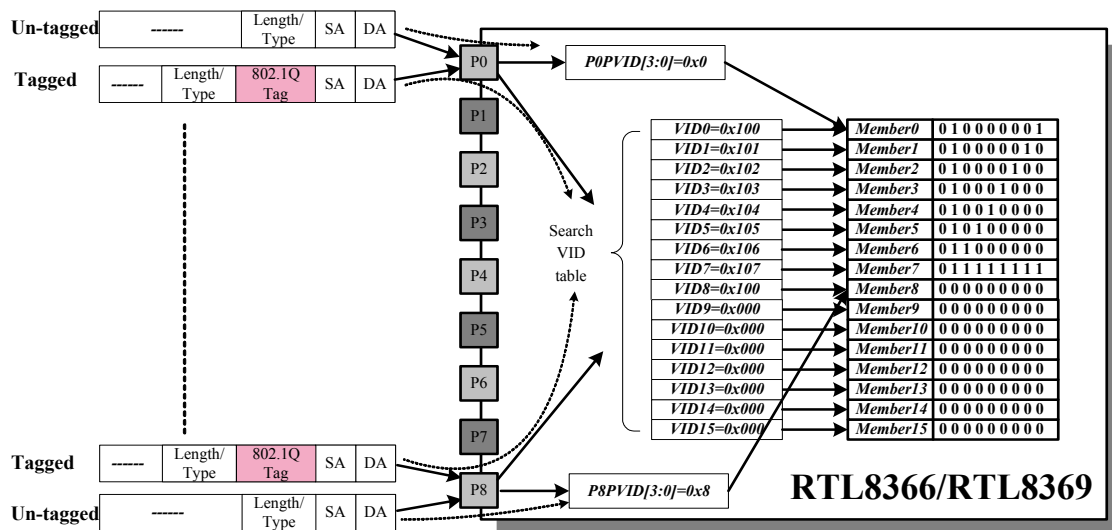 Un-tagged ------ Length/ Type SA DA
Tagged ------ Length/ Type 802.1Q Tag SA DA
P0
P0PVID[3:0]=0x0
P1
P2
P3
P4
P5
P6
P7
P8
Search
VID
table
VID0=0x100 Member0 0 1 0 0 0 0 0 0 1
VID1=0x101 Member1 0 1 0 0 0 0 0 1 0
VID2=0x102 Member2 0 1 0 0 0 0 1 0 0
VID3=0x103 Member3 0 1 0 0 0 1 0 0 0
VID4=0x104 Member4 0 1 0 0 1 0 0 0 0
VID5=0x105 Member5 0 1 0 1 0 0 0 0 0
VID6=0x106 Member6 0 1 1 0 0 0 0 0 0
VID7=0x107 Member7 0 1 1 1 1 1 1 1 1
VID8=0x100 Member8 0 0 0 0 0 0 0 0 0
VID9=0x000 Member9 0 0 0 0 0 0 0 0 0
VID10=0x000 Member10 0 0 0 0 0 0 0 0 0
VID11=0x000 Member11 0 0 0 0 0 0 0 0 0
VID12=0x000 Member12 0 0 0 0 0 0 0 0 0
VID13=0x000 Member13 0 0 0 0 0 0 0 0 0
VID14=0x000 Member14 0 0 0 0 0 0 0 0 0
VID15=0x000 Member15 0 0 0 0 0 0 0 0 0
Tagged ------ Length/ Type 802.1Q Tag SA DA
Un-tagged ------ Length/ Type SA DA
P8PVID[3:0]=0x8
RTL8366/RTL8369